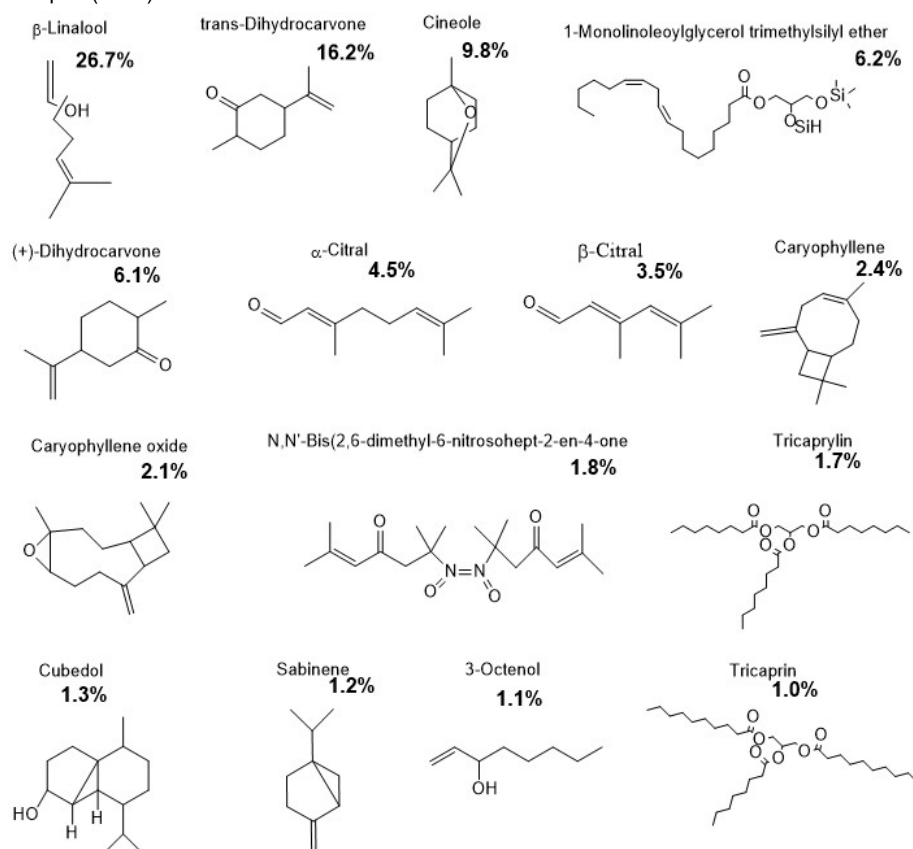 β-Linalool
26.7%
OH
trans-Dihydrocarvone
16.2%
O
Cineole
9.8%
O
1-Monolinoleoylglycerol trimethylsilyl ether
6.2%
O
O
O
Si
OSiH
(+)-Dihydrocarvone
6.1%
O
α-Citral
4.5%
O
β-Citral
3.5%
O
Caryophyllene
2.4%
Caryophyllene oxide
2.1%
O
N,N'-Bis(2,6-dimethyl-6-nitrosohept-2-en-4-one
1.8%
O
O
N=N
O
O
Tricaprylin
1.7%
O
O
O
O
O
O
Cubedol
1.3%
HO
H
H
Sabinene
1.2%
3-Octenol
1.1%
OH
Tricaprin
1.0%
O
O
O
O
O
O